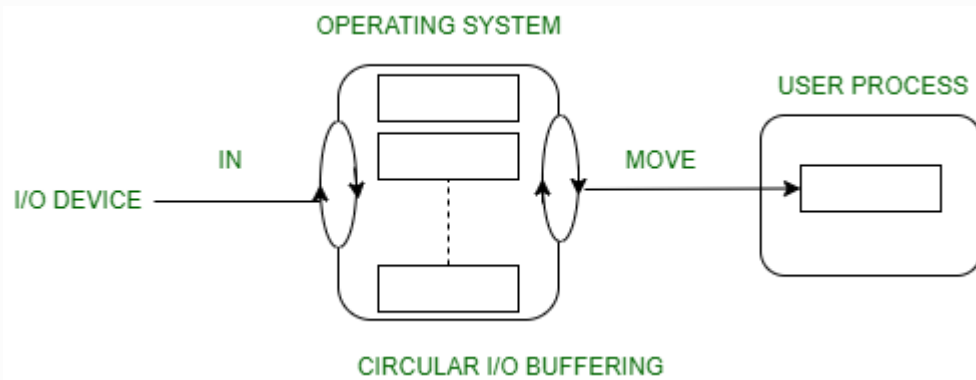 OPERATING SYSTEM
USER PROCESS
IN
MOVE
I/O DEVICE
CIRCULAR I/O BUFFERING